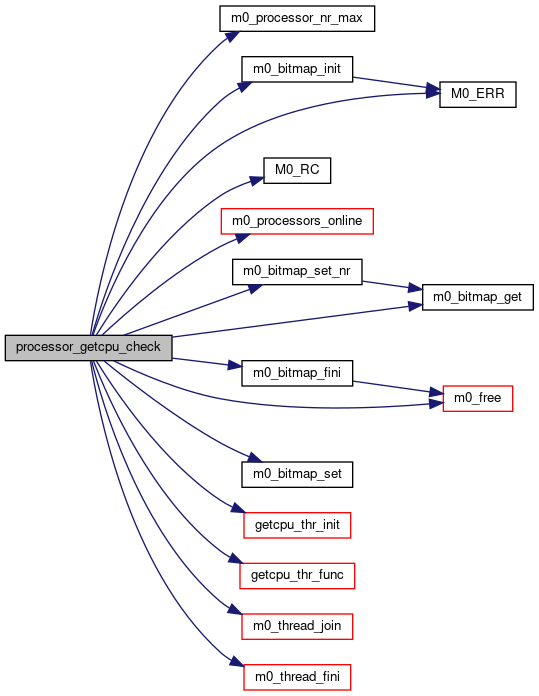 m0_processor_nr_max
m0_bitmap_init
M0_ERR
M0_RC
m0_processors_online
m0_bitmap_set_nr
m0_bitmap_get
processor_getcpu_check
m0_bitmap_fini
m0_free
m0_bitmap_set
getcpu_thr_init
getcpu_thr_func
m0_thread_join
m0_thread_fini